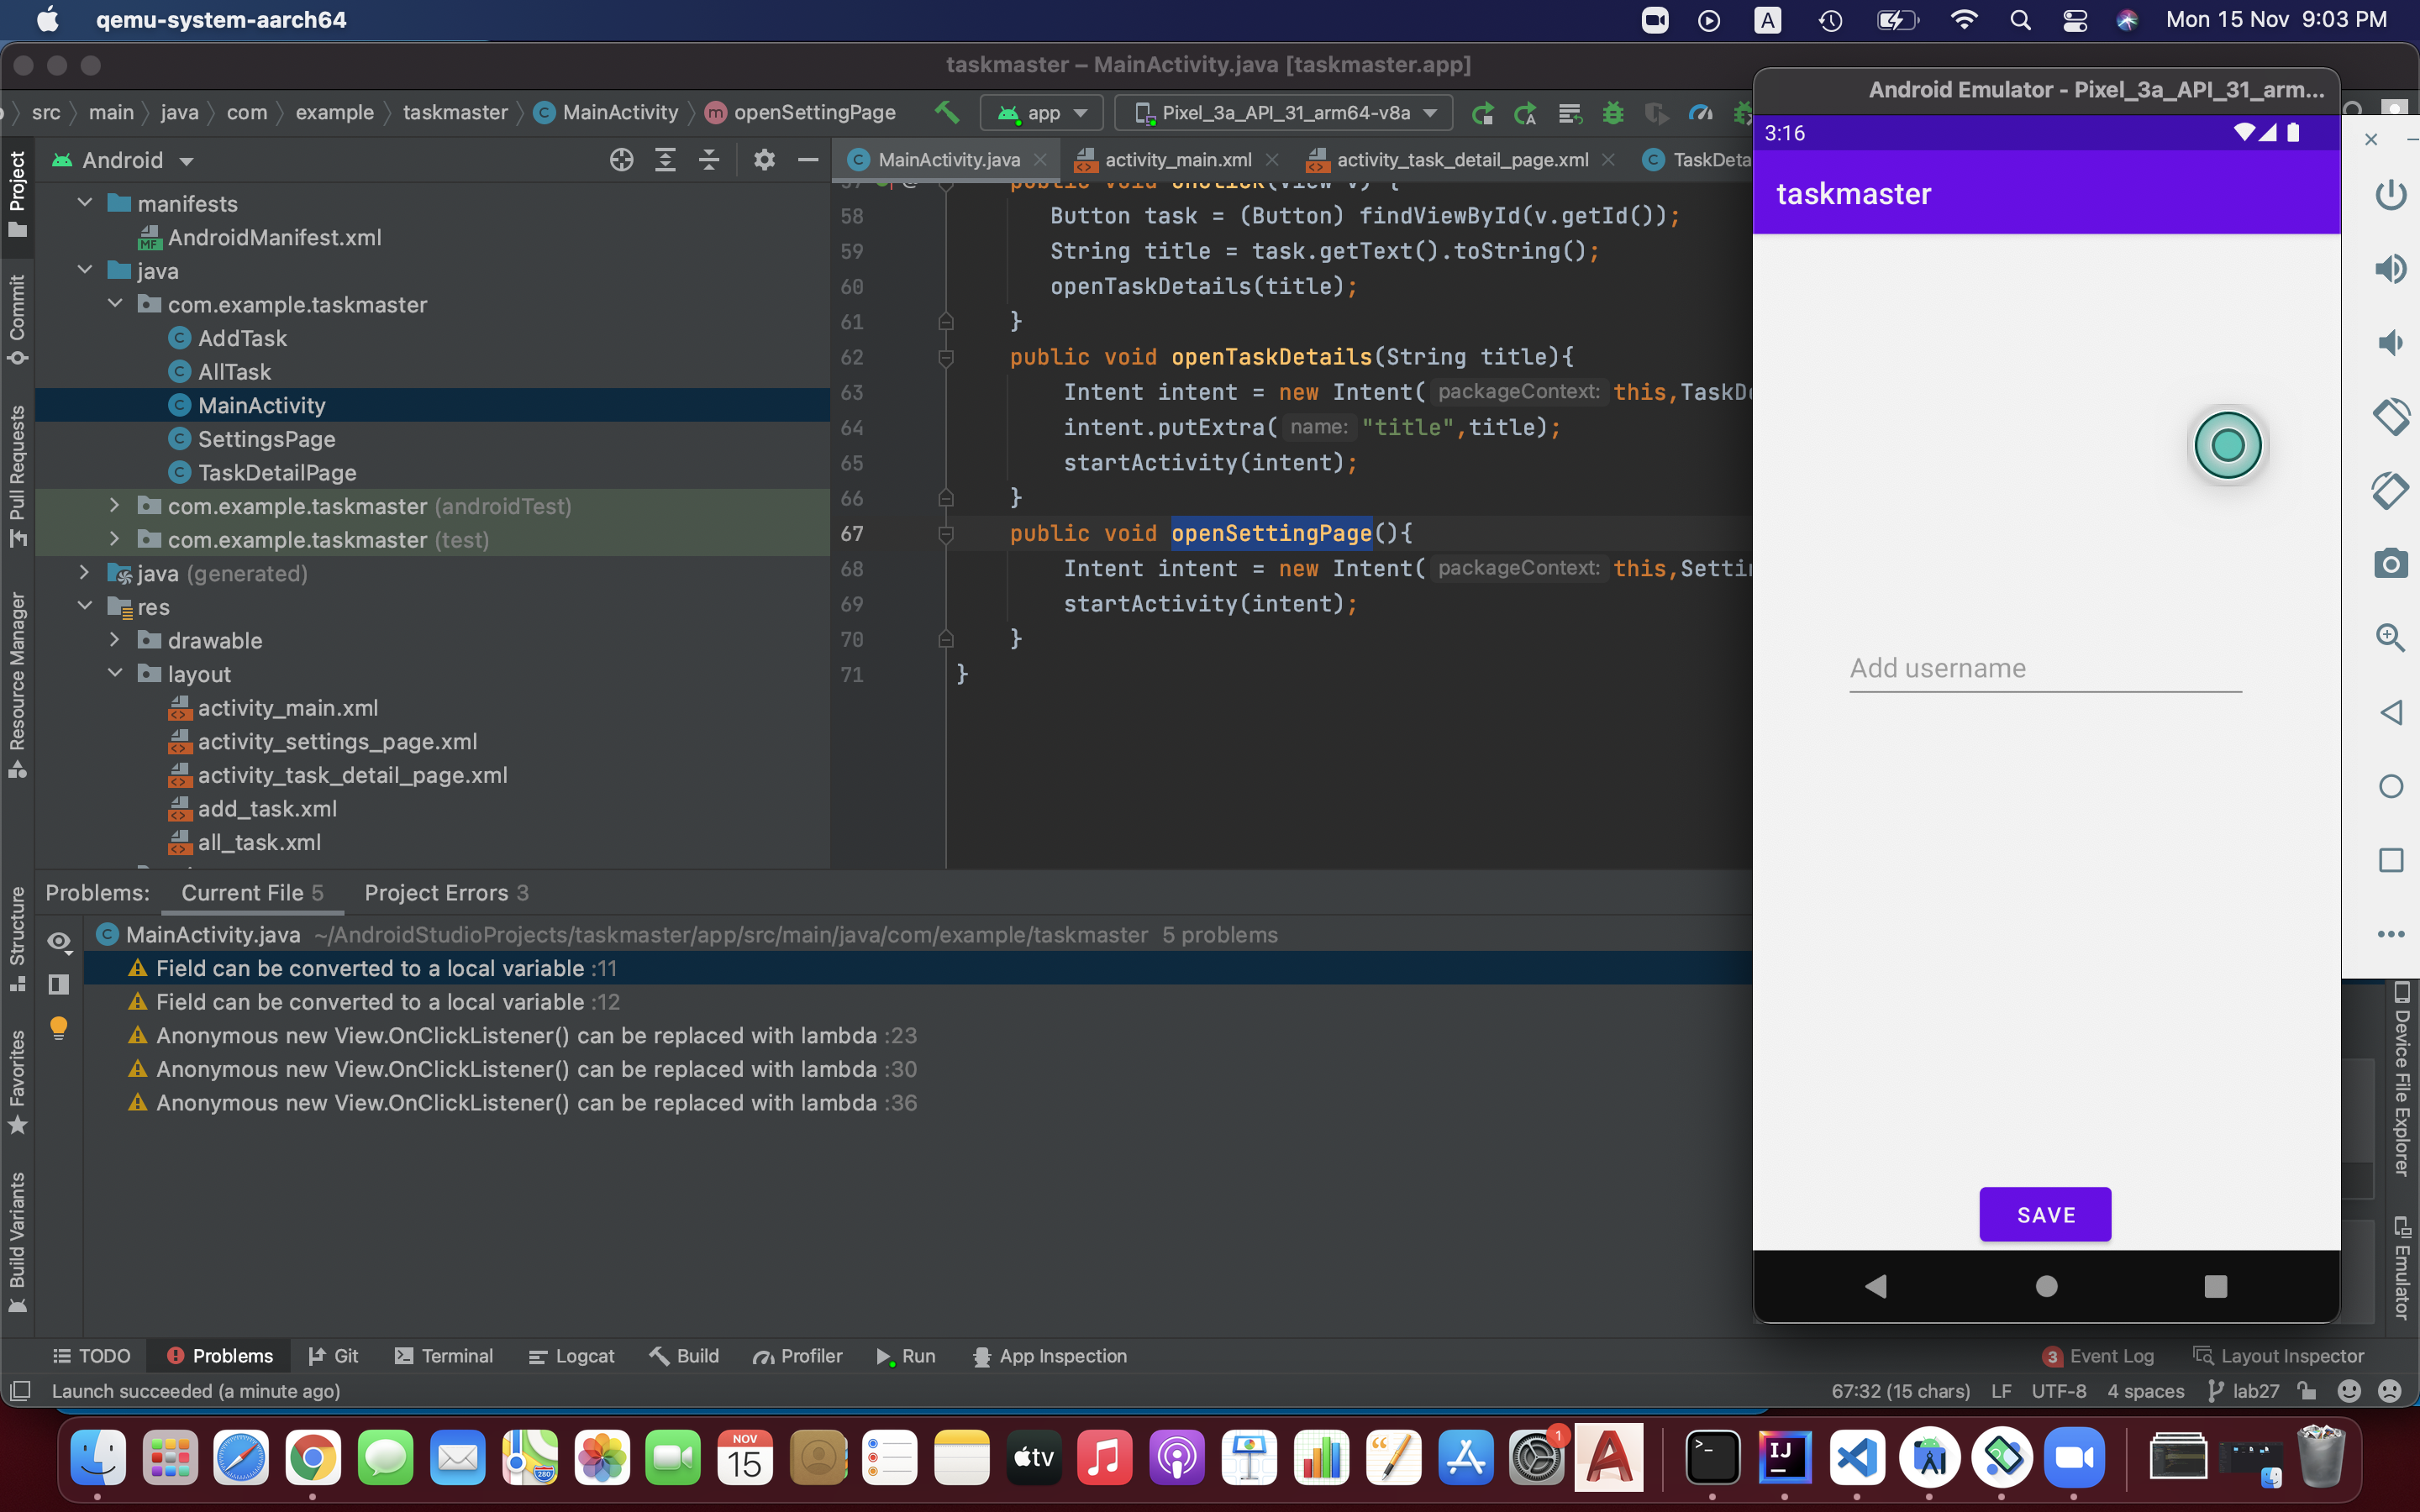 qemu-system-aarch64
A
Mon 15 Nov 9:03 PM
taskmaster – MainActivity.java [taskmaster.app]
src
main
java
com
example
taskmaster
C MainActivity
m openSettingPage
app
Pixel_3a_API_31_arm64-v8a
Android
C MainActivity.java
activity_main.xml
activity_task_detail_page.xml
C TaskDeta
Project
Commit
Pull Requests
Resource Manager
Structure
Favorites
Build Variants
manifests
MF AndroidManifest.xml
java
com.example.taskmaster
C AddTask
C AllTask
C MainActivity
C SettingsPage
C TaskDetailPage
com.example.taskmaster (androidTest)
com.example.taskmaster (test)
java (generated)
res
drawable
layout
activity_main.xml
activity_settings_page.xml
activity_task_detail_page.xml
add_task.xml
all_task.xml
57 public void onClick(View v) {
58 Button task = (Button) findViewById(v.getId());
59 String title = task.getText().toString();
60 openTaskDetails(title);
61 }
62 public void openTaskDetails(String title){
63 Intent intent = new Intent( packageContext: this,TaskDe
64 intent.putExtra( name: "title",title);
65 startActivity(intent);
66 }
67 public void openSettingPage(){
68 Intent intent = new Intent( packageContext: this,Settin
69 startActivity(intent);
70 }
71 }
Problems: Current File 5 Project Errors 3
C MainActivity.java ~/AndroidStudioProjects/taskmaster/app/src/main/java/com/example/taskmaster 5 problems
Field can be converted to a local variable :11
Field can be converted to a local variable :12
Anonymous new View.OnClickListener() can be replaced with lambda :23
Anonymous new View.OnClickListener() can be replaced with lambda :30
Anonymous new View.OnClickListener() can be replaced with lambda :36
Android Emulator - Pixel_3a_API_31_arm...
3:16
taskmaster
Add username
SAVE
Device File Explorer
Emulator
TODO
Problems
Git
Terminal
Logcat
Build
Profiler
Run
App Inspection
3 Event Log
Layout Inspector
Launch succeeded (a minute ago)
67:32 (15 chars) LF UTF-8 4 spaces lab27
280
NOV
15
tv
1
IJ